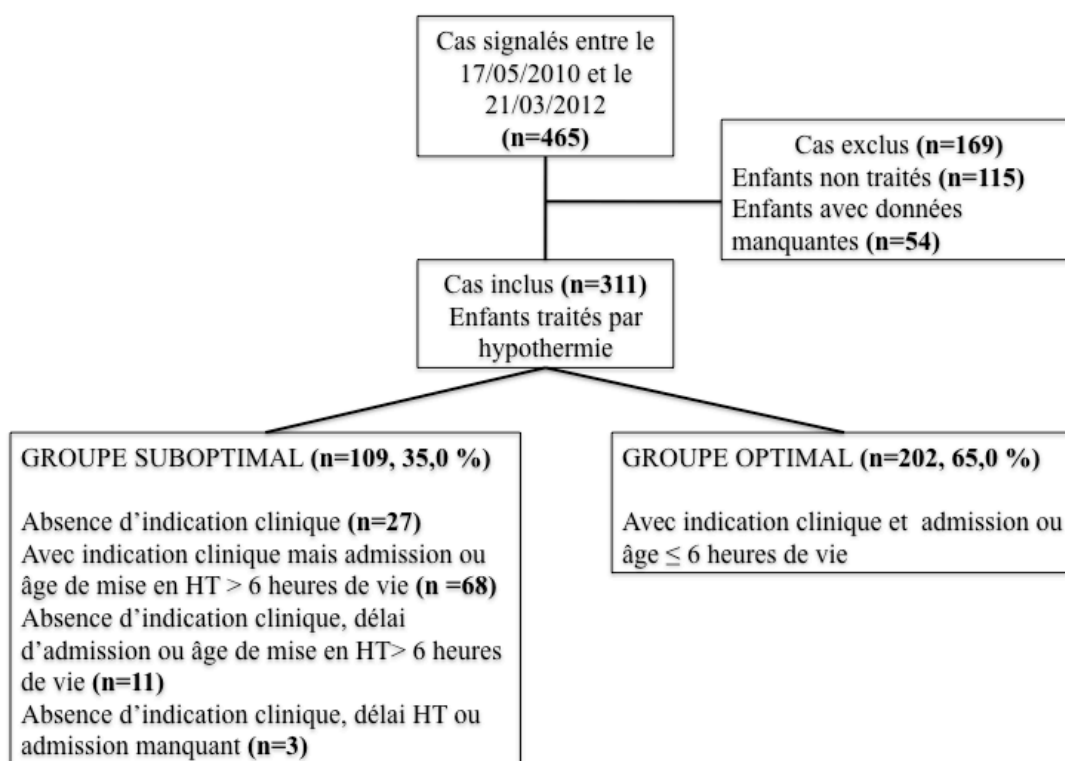 Cas signalés entre le
17/05/2010 et le
21/03/2012
(n=465)
Cas exclus (n=169)
Enfants non traités (n=115)
Enfants avec données
manquantes (n=54)
Cas inclus (n=311)
Enfants traités par
hypothermie
GROUPE SUBOPTIMAL (n=109, 35,0 %)
Absence d’indication clinique (n=27)
Avec indication clinique mais admission ou
âge de mise en HT > 6 heures de vie (n =68)
Absence d’indication clinique, délai
d’admission ou âge de mise en HT> 6 heures
de vie (n=11)
Absence d’indication clinique, délai HT ou
admission manquant (n=3)
GROUPE OPTIMAL (n=202, 65,0 %)
Avec indication clinique et admission ou
âge ≤ 6 heures de vie